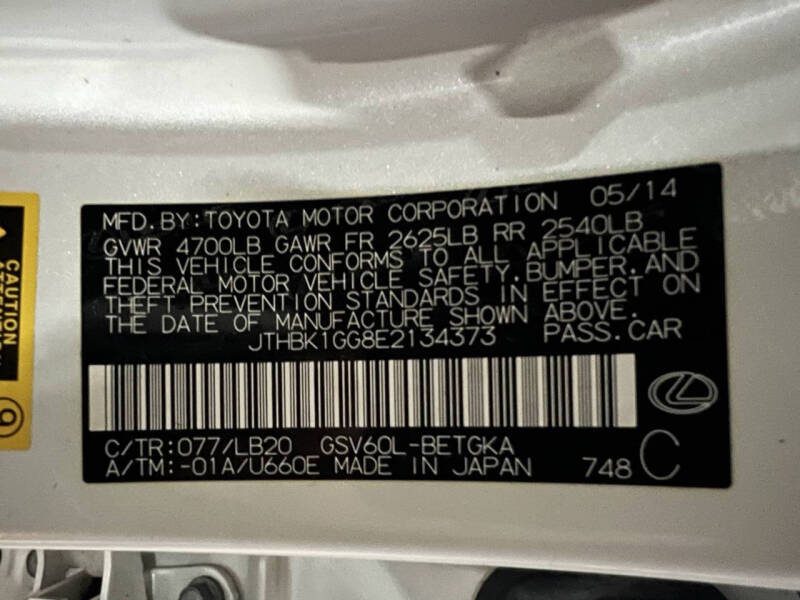 MFD. BY: TOYOTA MOTOR CORPORATION 05/14
GVWR 4700LB GAWR FR 2625LB RR 2540LB
THIS VEHICLE CONFORMS TO ALL APPLICABLE
FEDERAL MOTOR VEHICLE SAFETY, BUMPER, AND
THEFT PREVENTION STANDARDS IN EFFECT ON
THE DATE OF MANUFACTURE SHOWN ABOVE.
JTHBK1GG8E2134373 PASS. CAR
C/TR: 077/LB20 GSV60L-BETGKA
A/TM: -01A/U660E MADE IN JAPAN 748 C
CAUTION